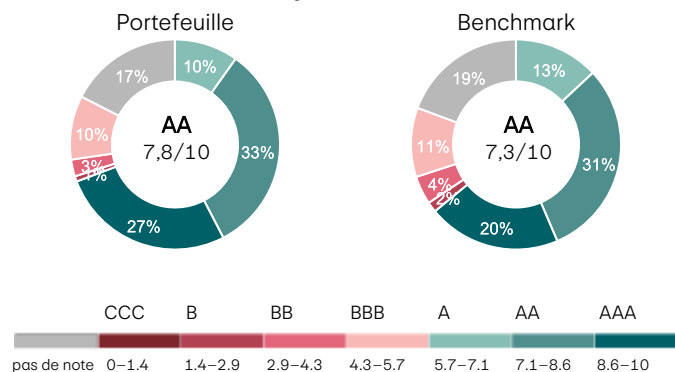 Portefeuille
Benchmark
10%
33%
27%
1%
3%
10%
17%
AA
7,8/10
13%
31%
20%
2%
4%
11%
19%
AA
7,3/10
CCC B BB BBB A AA AAA
pas de note 0–1.4 1.4–2.9 2.9–4.3 4.3–5.7 5.7–7.1 7.1–8.6 8.6–10